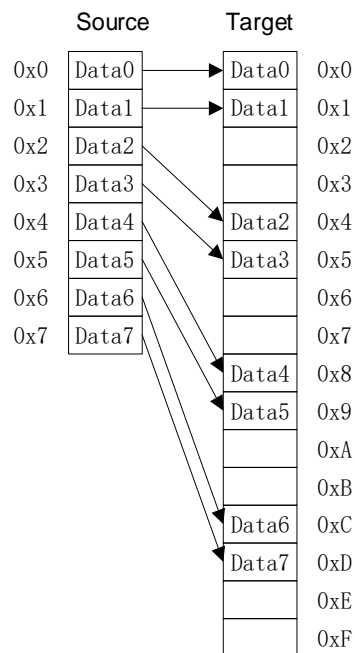 Source Target
0x0 Data0 Data0 0x0
0x1 Data1 Data1 0x1
0x2 Data2 0x2
0x3 Data3 0x3
0x4 Data4 Data2 0x4
0x5 Data5 Data3 0x5
0x6 Data6 0x6
0x7 Data7 0x7
Data4 0x8
Data5 0x9
0xA
0xB
Data6 0xC
Data7 0xD
0xE
0xF